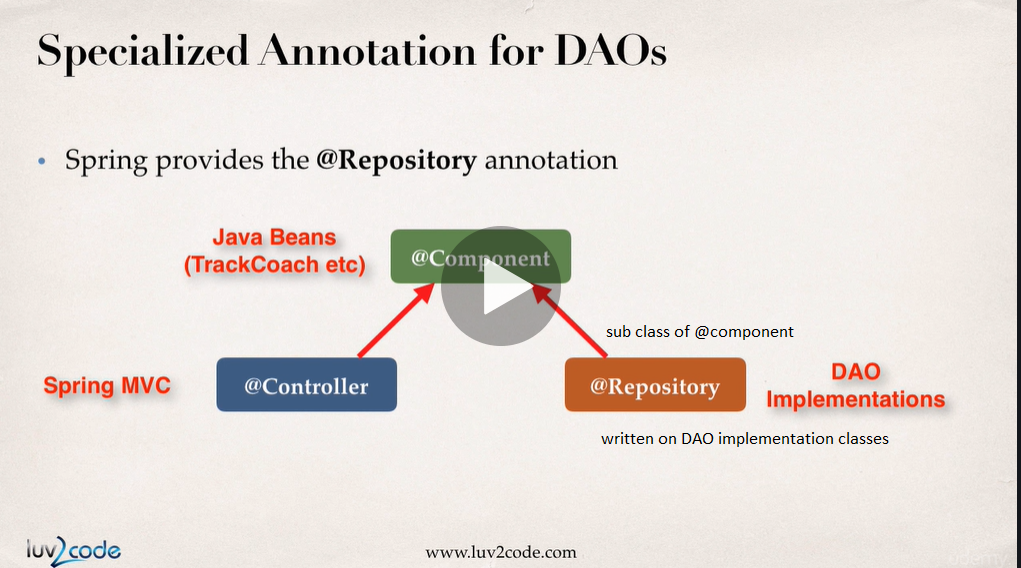 Specialized Annotation for DAOs
• Spring provides the @Repository annotation
Java Beans
(TrackCoach etc)
@Component
sub class of @component
Spring MVC
@Controller
@Repository
DAO
Implementations
written on DAO implementation classes
luv2code
www.luv2code.com